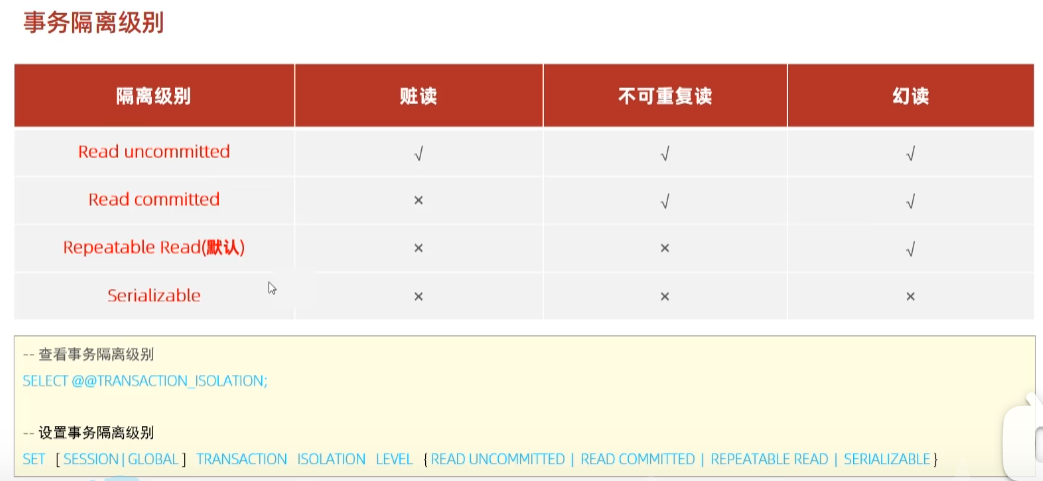 事务隔离级别
隔离级别 脏读 不可重复读 幻读
Read uncommitted √ √ √
Read committed × √ √
Repeatable Read(默认) × × √
Serializable × × ×
-- 查看事务隔离级别
SELECT @@TRANSACTION_ISOLATION;
-- 设置事务隔离级别
SET [ SESSION | GLOBAL ] TRANSACTION ISOLATION LEVEL { READ UNCOMMITTED | READ COMMITTED | REPEATABLE READ | SERIALIZABLE }